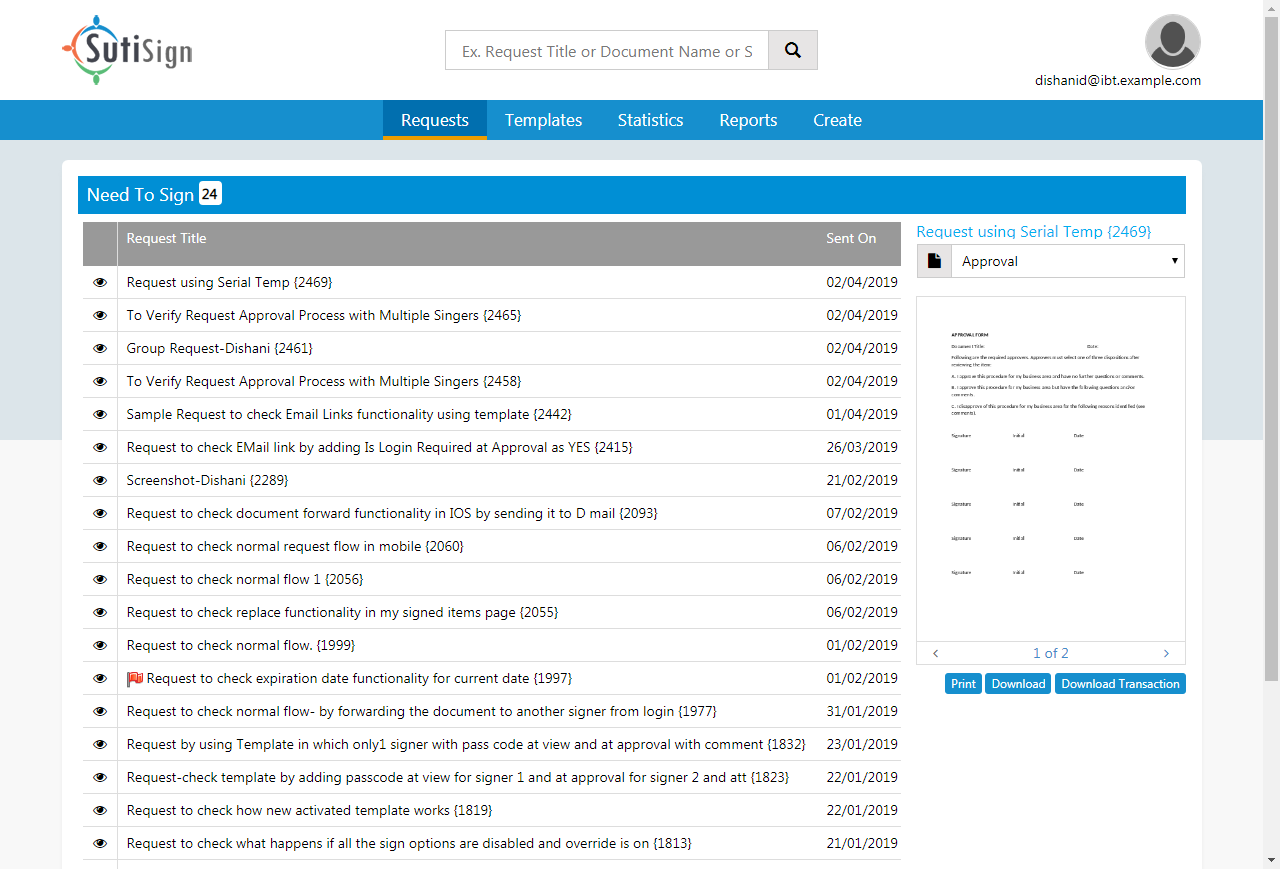 SutiSign
Ex. Request Title or Document Name or S
dishanid@ibt.example.com
Requests Templates Statistics Reports Create
Need To Sign 24
Request Title Sent On
Request using Serial Temp {2469} 02/04/2019
To Verify Request Approval Process with Multiple Singers {2465} 02/04/2019
Group Request-Dishani {2461} 02/04/2019
To Verify Request Approval Process with Multiple Singers {2458} 02/04/2019
Sample Request to check Email Links functionality using template {2442} 01/04/2019
Request to check EMail link by adding Is Login Required at Approval as YES {2415} 26/03/2019
Screenshot-Dishani {2289} 21/02/2019
Request to check document forward functionality in IOS by sending it to D mail {2093} 07/02/2019
Request to check normal request flow in mobile {2060} 06/02/2019
Request to check normal flow 1 {2056} 06/02/2019
Request to check replace functionality in my signed items page {2055} 06/02/2019
Request to check normal flow. {1999} 01/02/2019
Request to check expiration date functionality for current date {1997} 01/02/2019
Request to check normal flow- by forwarding the document to another signer from login {1977} 31/01/2019
Request by using Template in which only1 signer with pass code at view and at approval with comment {1832} 23/01/2019
Request-check template by adding passcode at view for signer 1 and at approval for signer 2 and att {1823} 22/01/2019
Request to check how new activated template works {1819} 22/01/2019
Request to check what happens if all the sign options are disabled and override is on {1813} 21/01/2019
Request using Serial Temp {2469}
Approval
APPROVAL FORM
Document Title: Date:
Following are the required approvers. Approvers must select one of three dispositions after
reviewing the item:
A. I approve this procedure for my business area and have no further questions or comments.
B. I approve this procedure for my business area but have the following questions and/or
comments.
C. I disapprove of this procedure for my business area for the following reasons identified (see
comments).
Signature Initial Date
Signature Initial Date
Signature Initial Date
Signature Initial Date
Signature Initial Date
1 of 2
Print Download Download Transaction